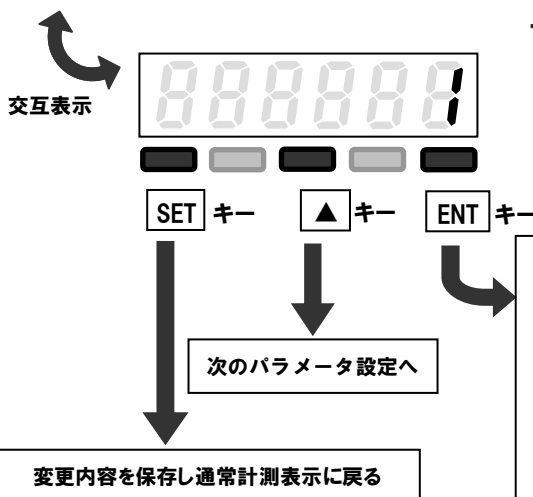 1
交互表示
SET キー ▲ キー ENT キー
次のパラメータ設定へ
変更内容を保存し通常計測表示に戻る